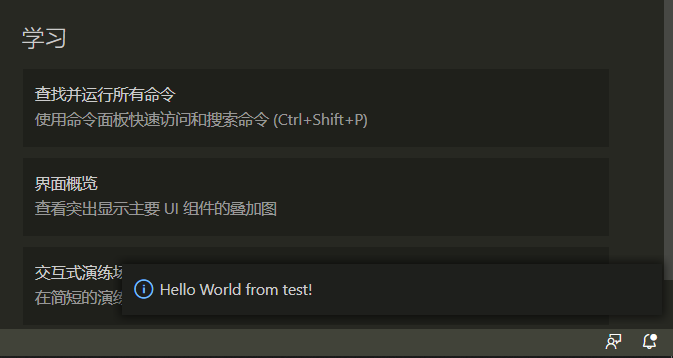 学习
查找并运行所有命令
使用命令面板快速访问和搜索命令 (Ctrl+Shift+P)
界面概览
查看突出显示主要 UI 组件的叠加图
交互式演练场
在简短的演练
Hello World from test!